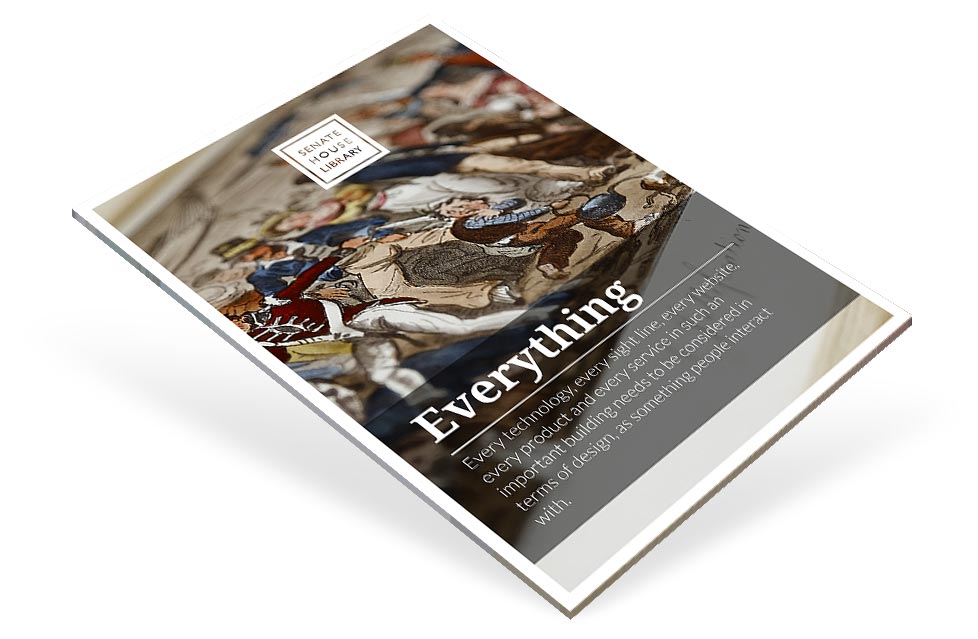 SENATE
HOUSE
LIBRARY
Everything
Every technology, every sight line, every website,
every product and every service in such an
important building needs to be considered in
terms of design, as something people interact
with.